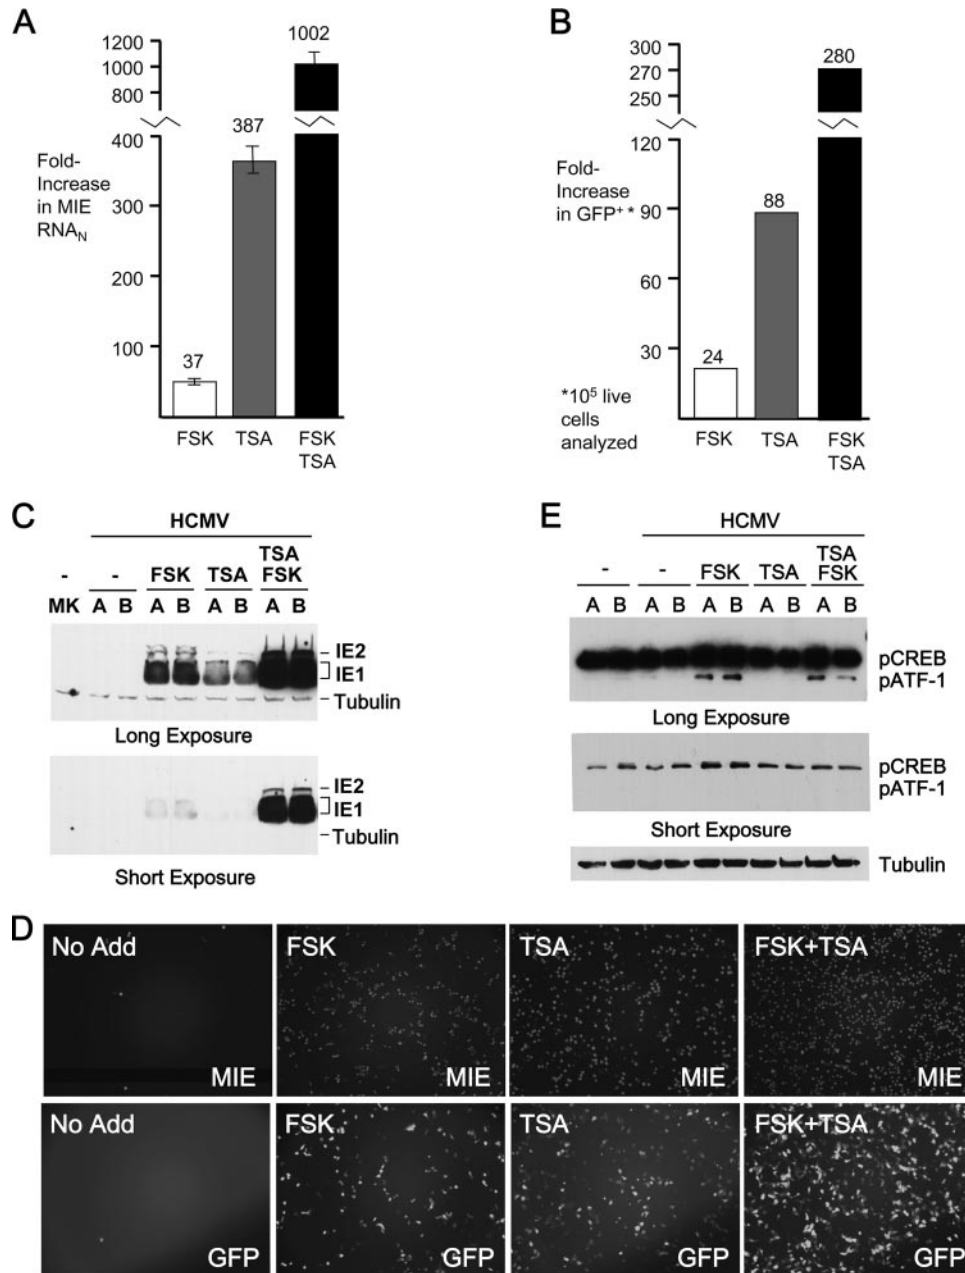 A
1200
1000
800
400
300
200
100
Fold-
Increase
in MIE
RNAN
37
387
1002
FSK
TSA
FSK
TSA
B
300
270
250
120
90
60
30
Fold-
Increase
in GFP+ *
*10⁵ live
cells
analyzed
24
88
280
FSK
TSA
FSK
TSA
C
HCMV
TSA
- - FSK TSA FSK
MK A B A B A B A B
IE2
IE1
Tubulin
Long Exposure
IE2
IE1
Tubulin
Short Exposure
E
HCMV
TSA
- - FSK TSA FSK
A B A B A B A B A B
pCREB
pATF-1
Long Exposure
pCREB
pATF-1
Short Exposure
Tubulin
D
No Add MIE
FSK MIE
TSA MIE
FSK+TSA MIE
No Add GFP
FSK GFP
TSA GFP
FSK+TSA GFP